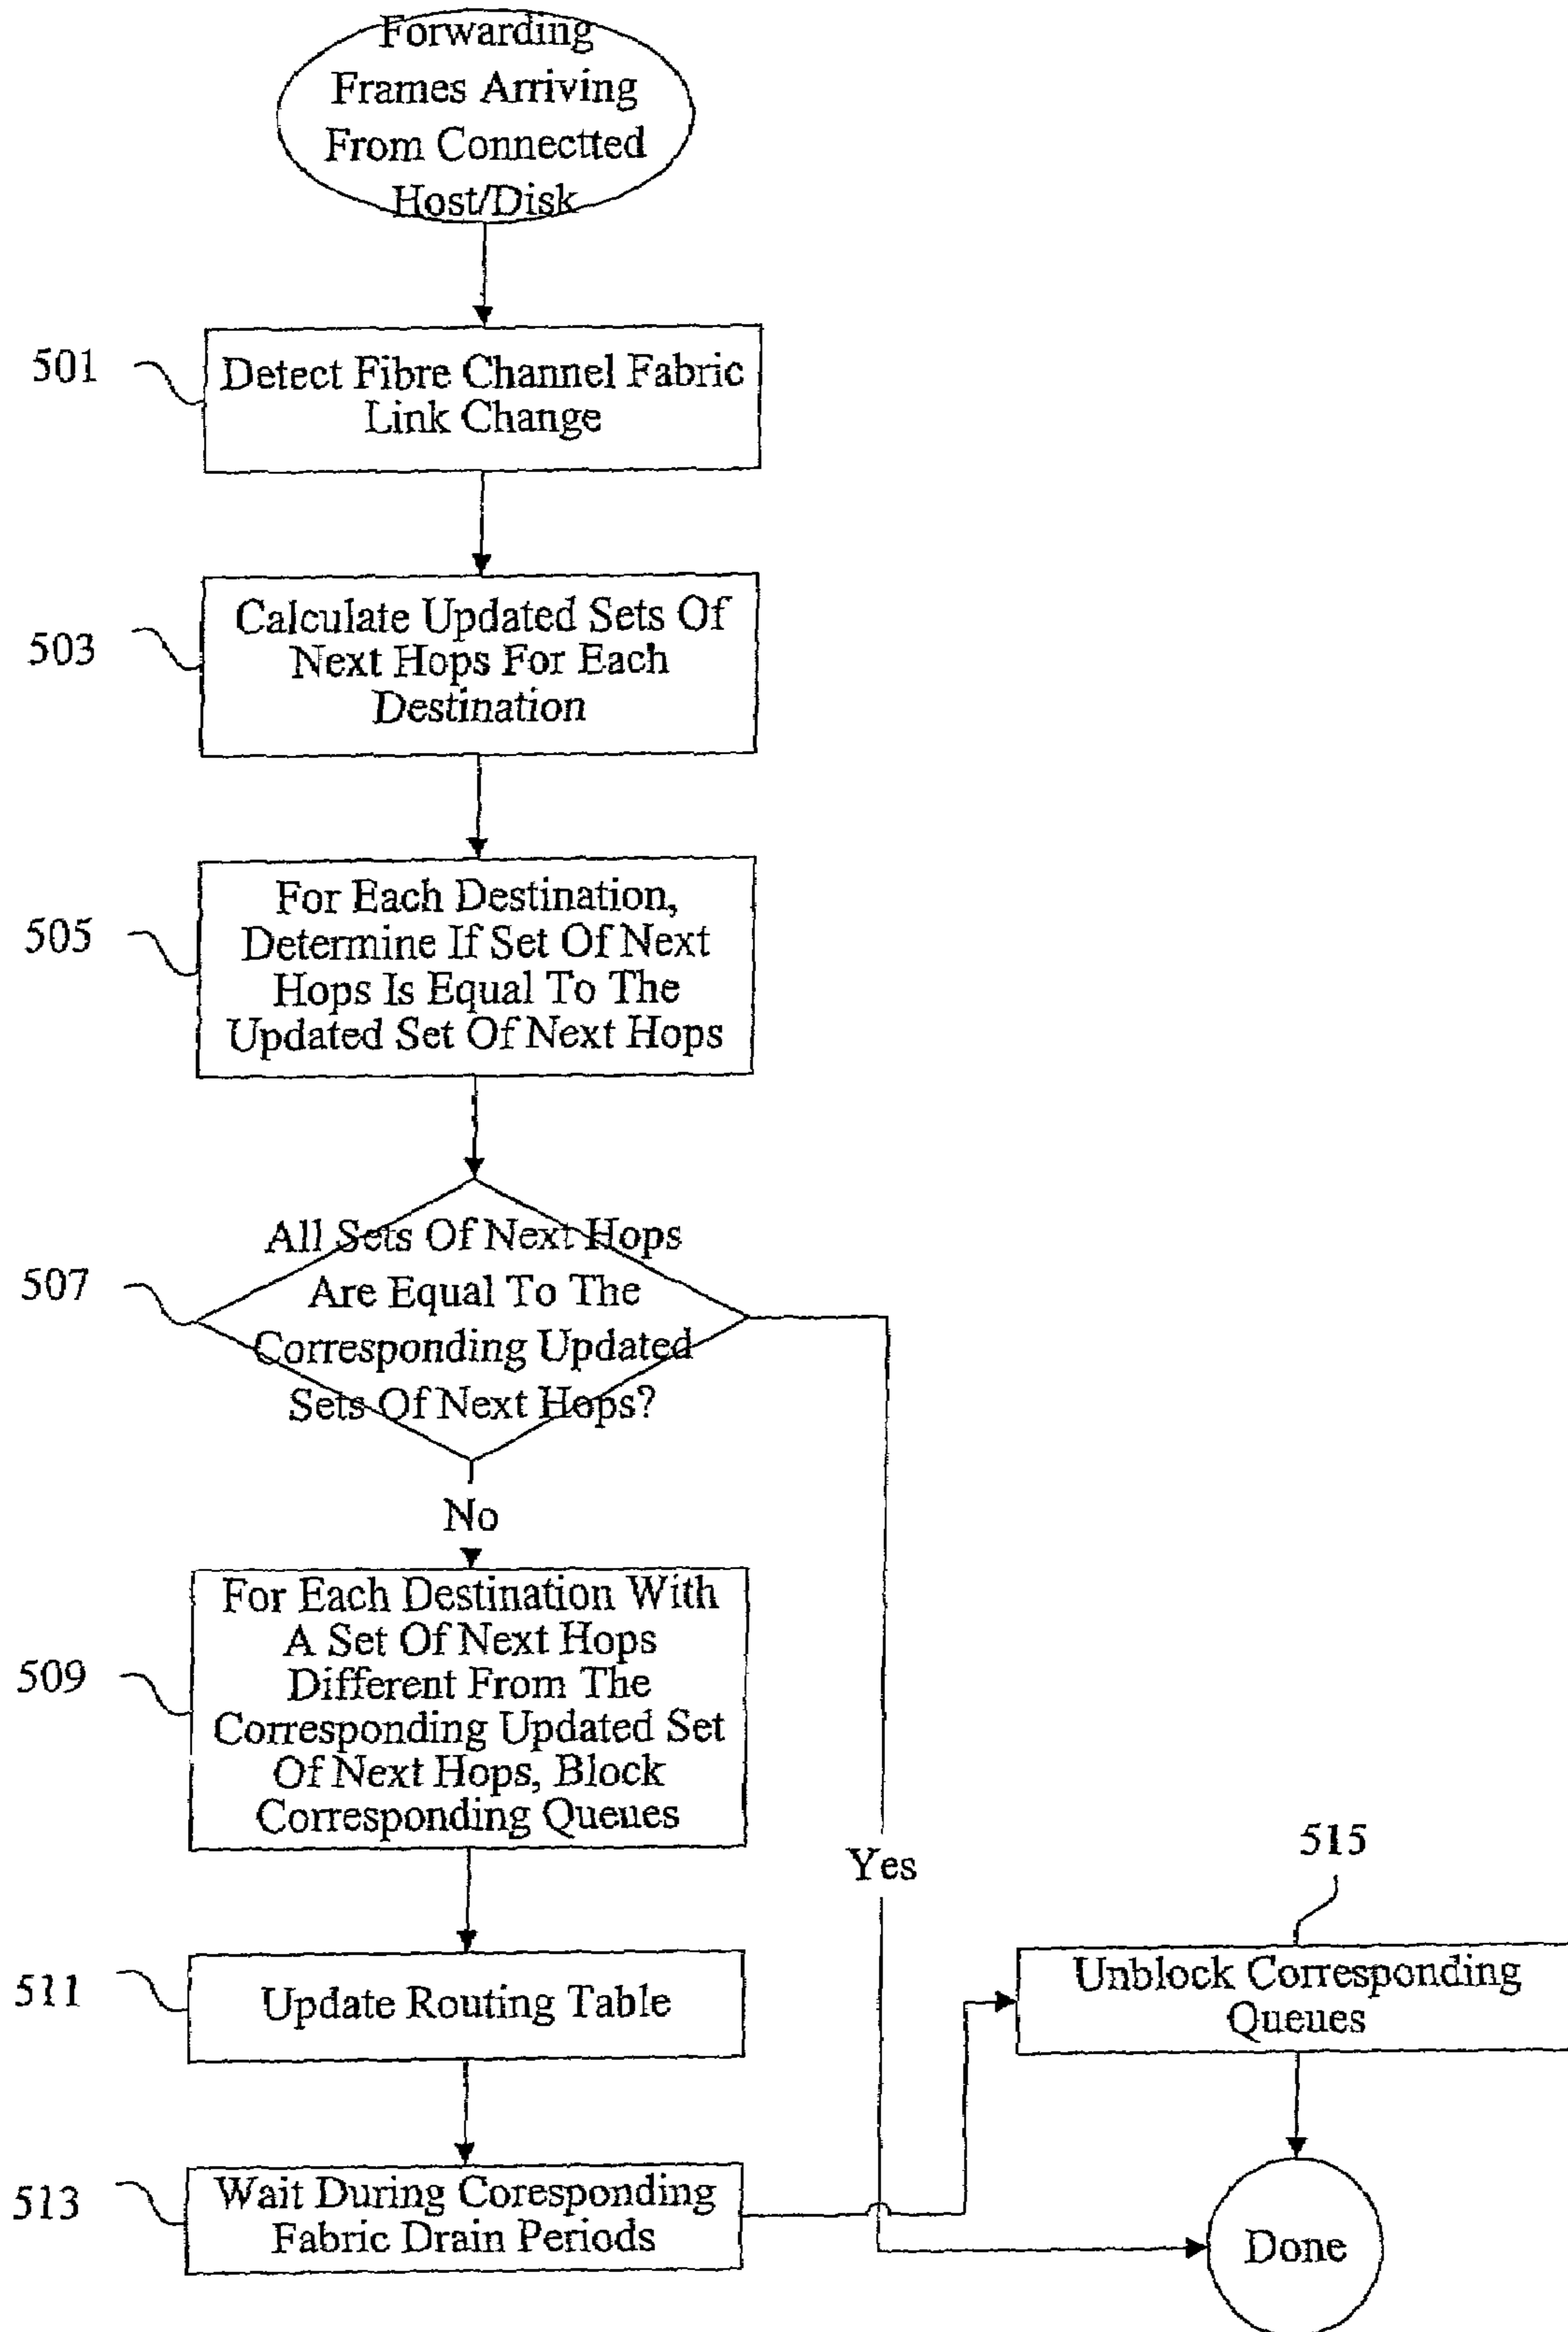 Forwarding
Frames Arriving
From Connectted
Host/Disk
501
Detect Fibre Channel Fabric
Link Change
503
Calculate Updated Sets Of
Next Hops For Each
Destination
505
For Each Destination,
Determine If Set Of Next
Hops Is Equal To The
Updated Set Of Next Hops
507
All Sets Of Next Hops
Are Equal To The
Corresponding Updated
Sets Of Next Hops?
No
509
For Each Destination With
A Set Of Next Hops
Different From The
Corresponding Updated Set
Of Next Hops, Block
Corresponding Queues
Yes
511
Update Routing Table
513
Wait During Coresponding
Fabric Drain Periods
515
Unblock Corresponding
Queues
Done